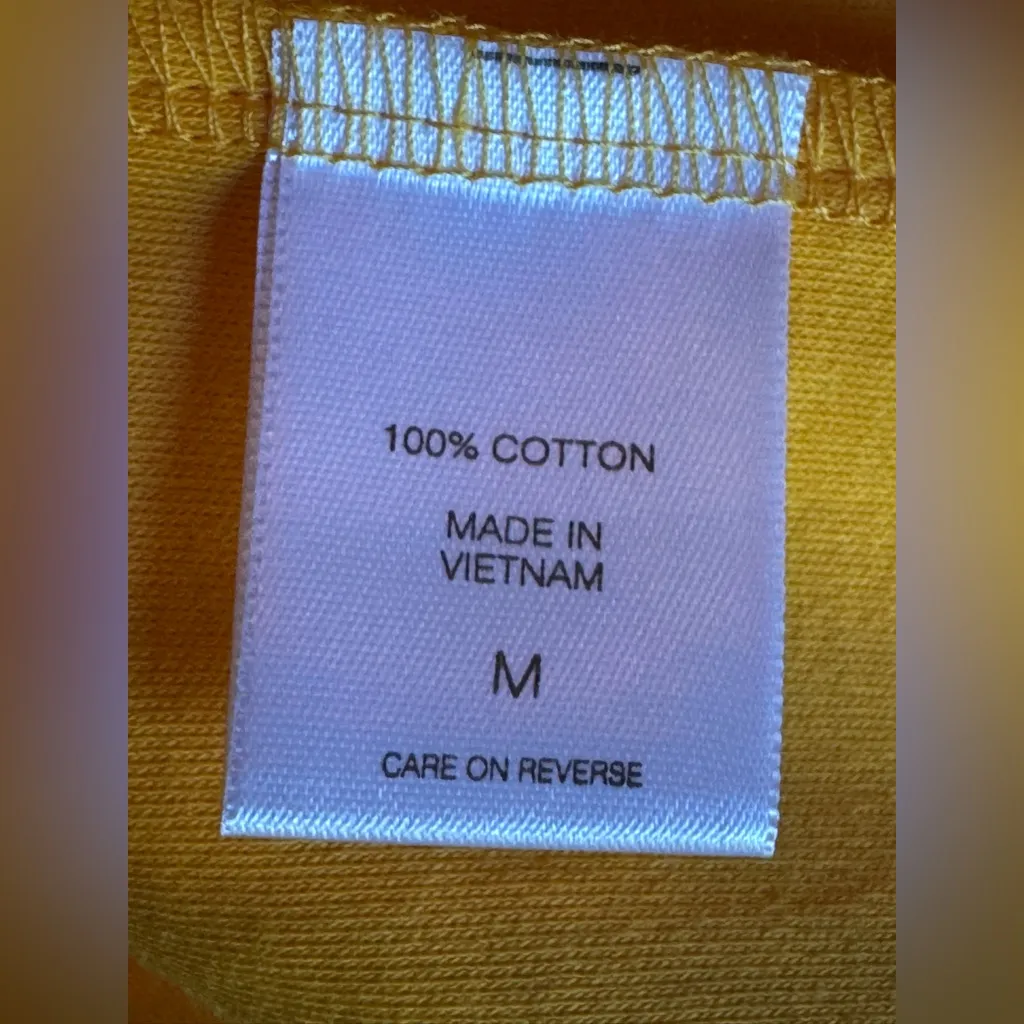 100% COTTON
MADE IN
VIETNAM
M
CARE ON REVERSE